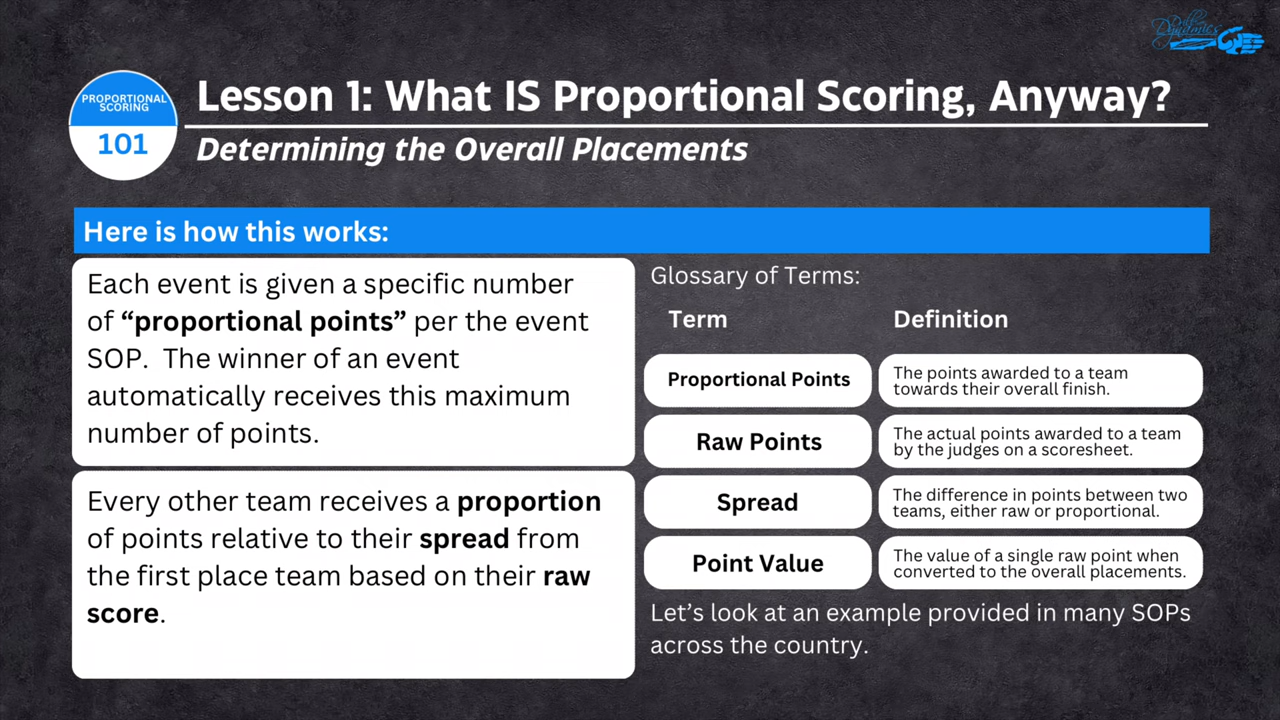 Drill Dynamics
PROPORTIONAL
SCORING
101
Lesson 1: What IS Proportional Scoring, Anyway?
Determining the Overall Placements
Here is how this works:
Each event is given a specific number
of “proportional points” per the event
SOP.  The winner of an event
automatically receives this maximum
number of points.
Every other team receives a proportion
of points relative to their spread from
the first place team based on their raw
score.
Glossary of Terms:
Term
Definition
Proportional Points
The points awarded to a team
towards their overall finish.
Raw Points
The actual points awarded to a team
by the judges on a scoresheet.
Spread
The difference in points between two
teams, either raw or proportional.
Point Value
The value of a single raw point when
converted to the overall placements.
Let’s look at an example provided in many SOPs
across the country.